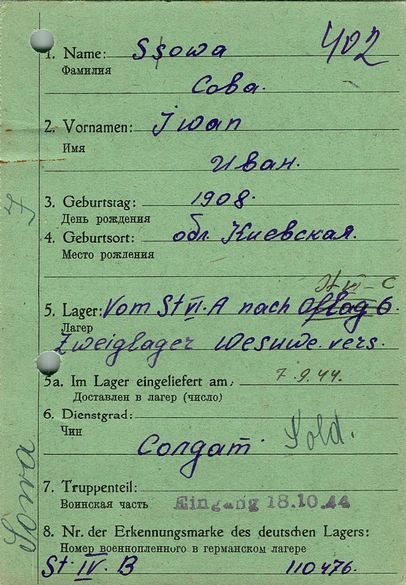 402
1. Name: Ssowa
Фамилия
Сова.
2. Vornamen: Jwan
Имя
Иван.
3. Geburtstag: 1908.
День рождения
4. Geburtsort: обл. Киевская.
Место рождения
St VI - C
5. Lager: Vom St VI. A nach Oflag 6.
Лагерь
Zweiglager Wesuwe vers.
5a. Im Lager eingeliefert am: 7.9.44.
Доставлен в лагерь (число)
6. Dienstgrad:
Чин
Солдат. Sold.
7. Truppenteil:
Воинская часть Eingang 18.10.44
8. Nr. der Erkennungsmarke des deutschen Lagers:
Номер военнопленного в германском лагере
St. IV. B 110476.
Sowa